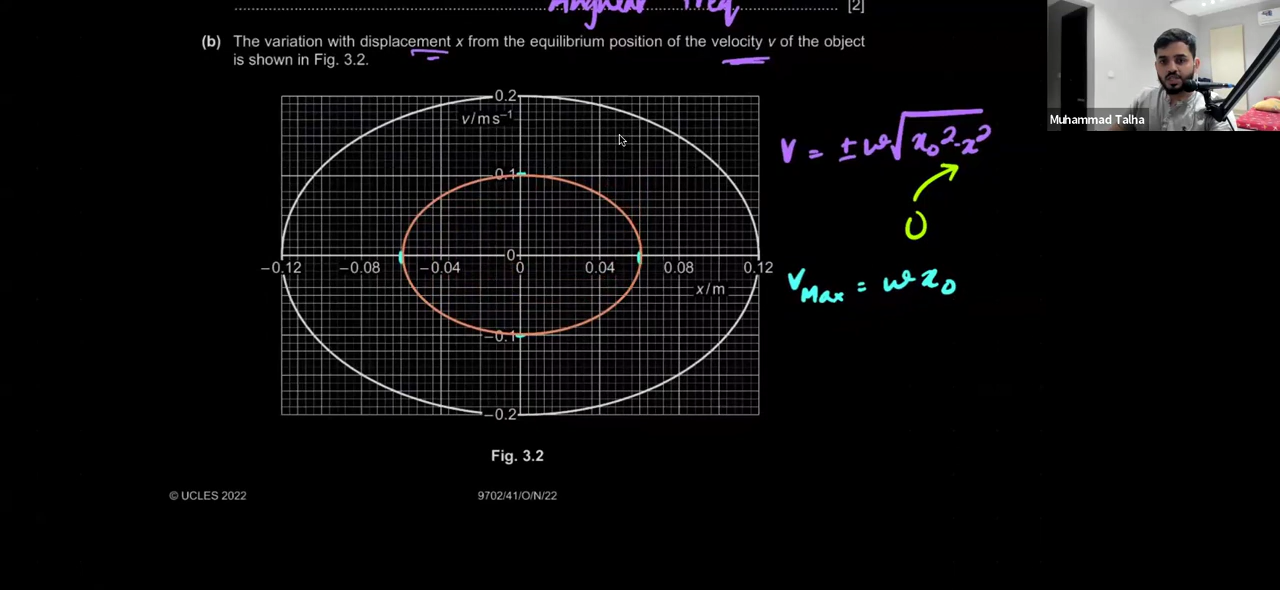 Angular freq [2]
(b) The variation with displacement x from the equilibrium position of the velocity v of the object
is shown in Fig. 3.2.
Muhammad Talha
0.2
v/ms⁻¹
0.1
0
−0.12 −0.08 −0.04 0 0.04 0.08 0.12
x/m
−0.1
−0.2
v = ±ω√x₀²-x²
0
vMax = ωx₀
Fig. 3.2
© UCLES 2022 9702/41/O/N/22